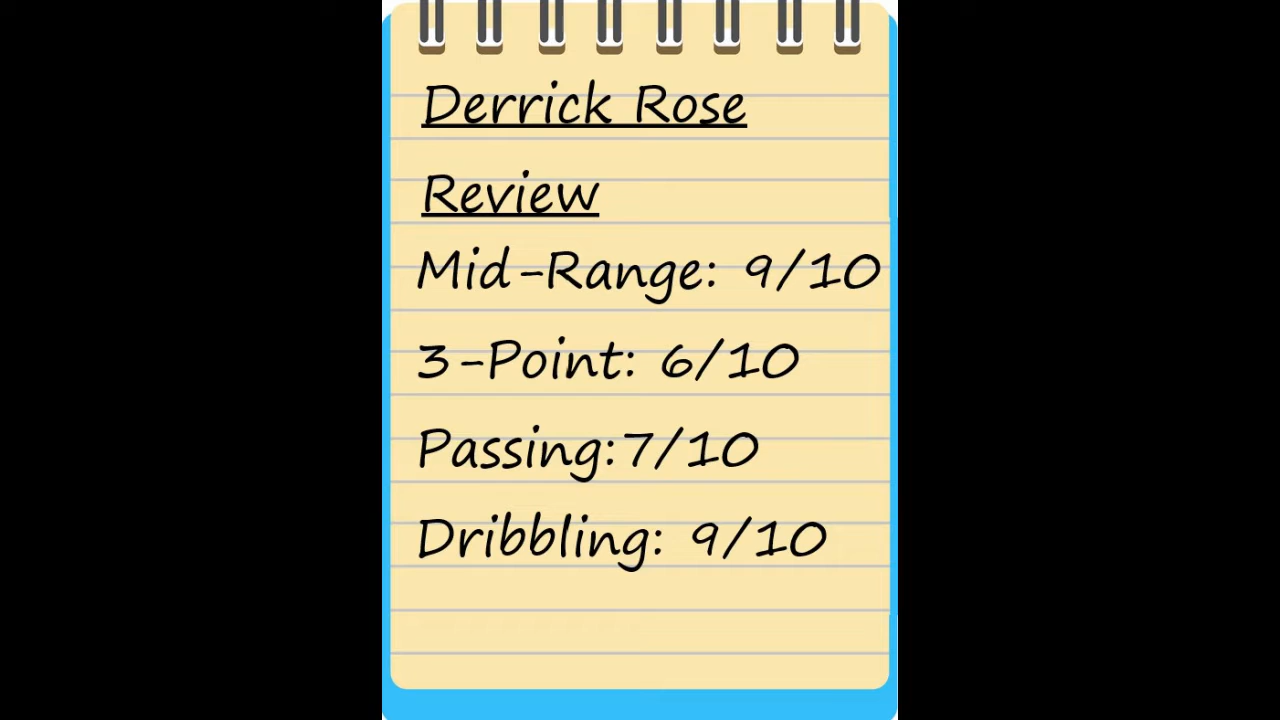 Derrick Rose
Review
Mid-Range: 9/10
3-Point: 6/10
Passing:7/10
Dribbling: 9/10